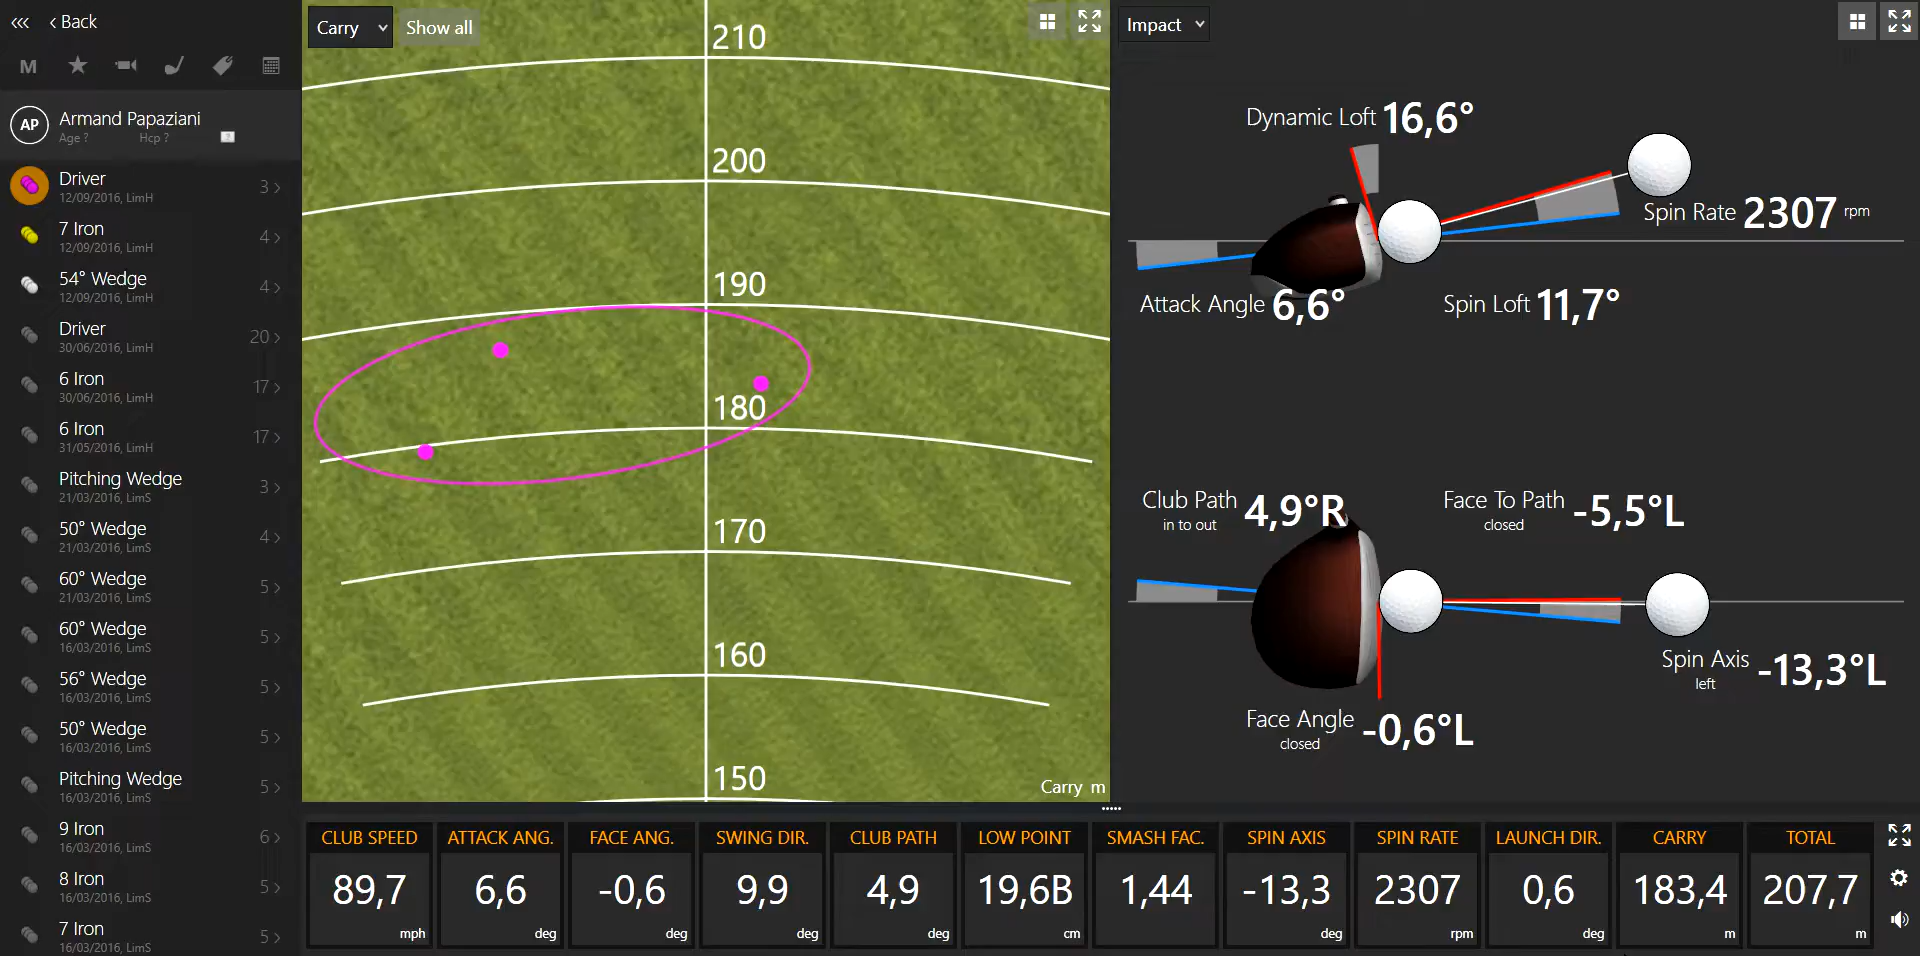 Back
M
AP
Armand Papaziani
Age ?
Hcp ?
Driver
3
12/09/2016, LimH
7 Iron
4
12/09/2016, LimH
54° Wedge
4
12/09/2016, LimH
Driver
20
30/06/2016, LimH
6 Iron
17
30/06/2016, LimH
6 Iron
17
31/05/2016, LimH
Pitching Wedge
3
21/03/2016, LimS
50° Wedge
4
21/03/2016, LimS
60° Wedge
5
21/03/2016, LimS
60° Wedge
5
16/03/2016, LimS
56° Wedge
5
16/03/2016, LimS
50° Wedge
5
16/03/2016, LimS
Pitching Wedge
5
16/03/2016, LimS
9 Iron
6
16/03/2016, LimS
8 Iron
5
16/03/2016, LimS
7 Iron
5
16/03/2016, LimS
Carry
Show all
210
200
190
180
170
160
150
Carry m
Impact
Dynamic Loft 16,6°
Spin Rate 2307 rpm
Attack Angle 6,6°
Spin Loft 11,7°
Club Path 4,9°R
in to out
Face To Path -5,5°L
closed
Spin Axis -13,3°L
left
Face Angle -0,6°L
closed
CLUB SPEED
89,7
mph
ATTACK ANG.
6,6
deg
FACE ANG.
-0,6
deg
SWING DIR.
9,9
deg
CLUB PATH
4,9
deg
LOW POINT
19,6B
cm
SMASH FAC.
1,44
SPIN AXIS
-13,3
deg
SPIN RATE
2307
rpm
LAUNCH DIR.
0,6
deg
CARRY
183,4
m
TOTAL
207,7
m